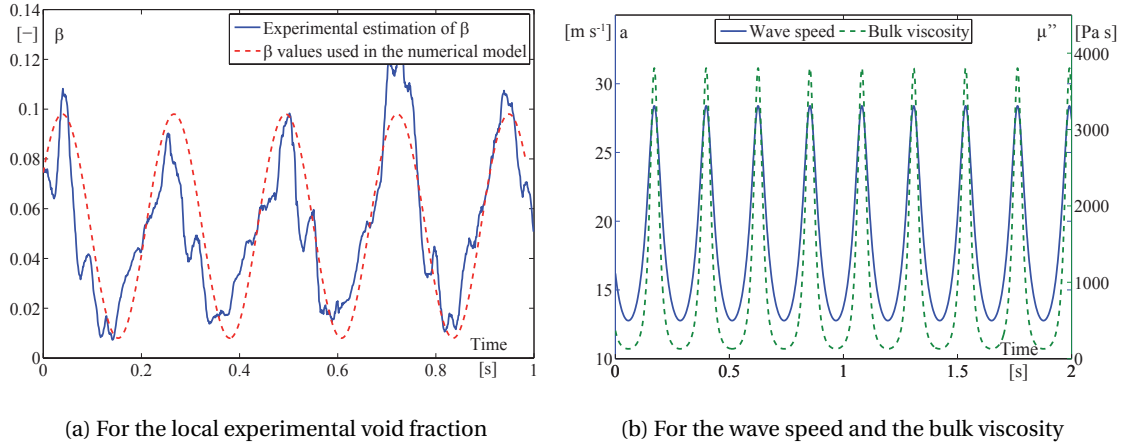 0.14
[–]
β
Experimental estimation of β
β values used in the numerical model
0.12
0.1
0.08
0.06
0.04
0.02
0
0 0.2 0.4 0.6 0.8 1
Time
[s]
(a) For the local experimental void fraction
[m s⁻¹] a
Wave speed Bulk viscosity
μ’’ [Pa s]
30
25
20
15
10
4000
3000
2000
1000
0
0 0.5 1 1.5 2
Time
[s]
(b) For the wave speed and the bulk viscosity